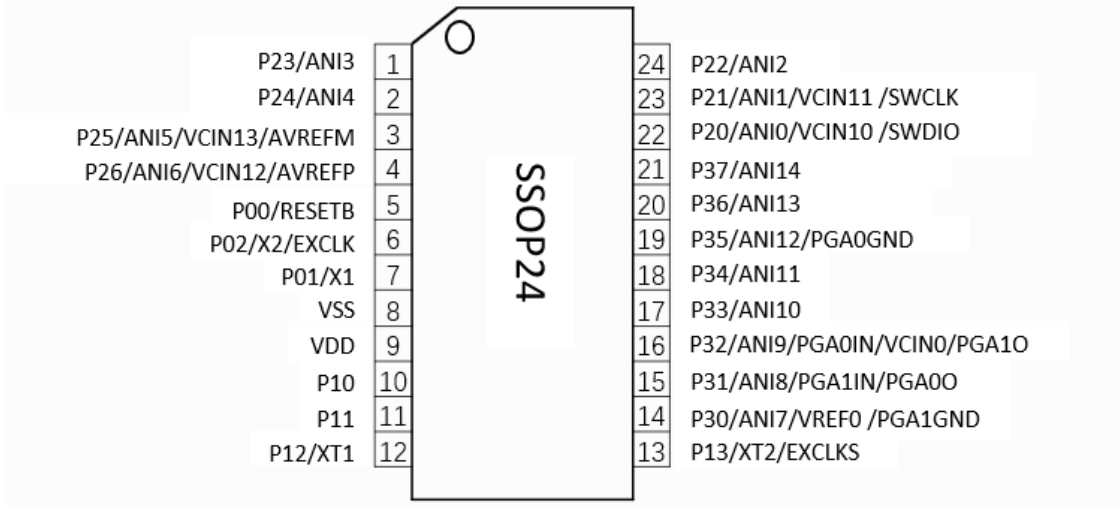 P23/ANI3 1 24 P22/ANI2
P24/ANI4 2 23 P21/ANI1/VCIN11 /SWCLK
P25/ANI5/VCIN13/AVREFM 3 22 P20/ANI0/VCIN10 /SWDIO
P26/ANI6/VCIN12/AVREFP 4 21 P37/ANI14
P00/RESETB 5 20 P36/ANI13
P02/X2/EXCLK 6 19 P35/ANI12/PGA0GND
P01/X1 7 18 P34/ANI11
VSS 8 17 P33/ANI10
VDD 9 16 P32/ANI9/PGA0IN/VCIN0/PGA1O
P10 10 15 P31/ANI8/PGA1IN/PGA0O
P11 11 14 P30/ANI7/VREF0 /PGA1GND
P12/XT1 12 13 P13/XT2/EXCLKS
SSOP24